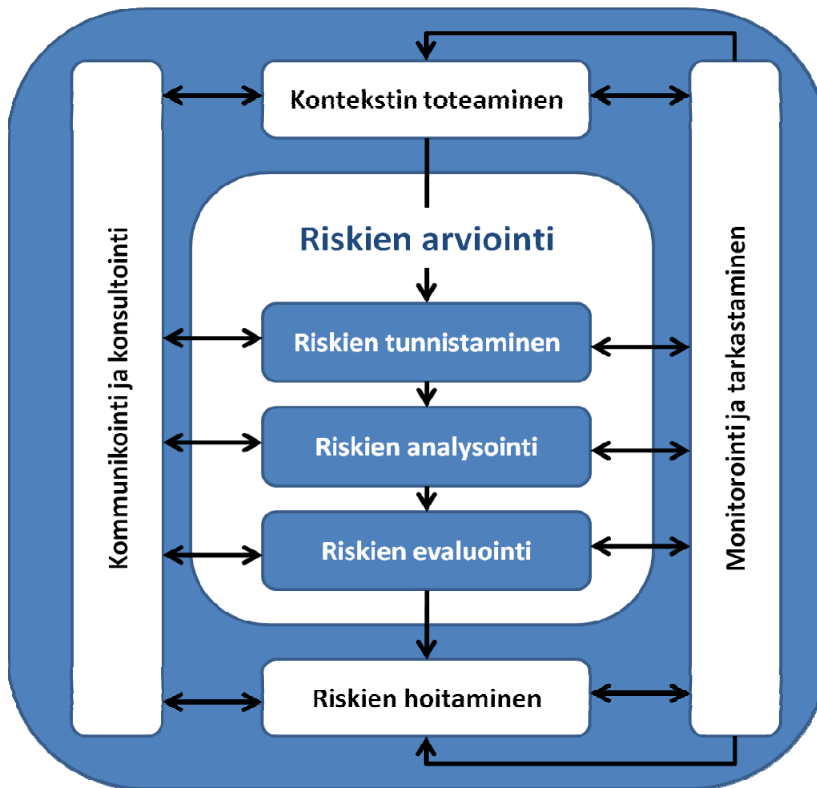 Kontekstin toteaminen
Kommunikointi ja konsultointi
Riskien arviointi
Riskien tunnistaminen
Riskien analysointi
Riskien evaluointi
Riskien hoitaminen
Monitorointi ja tarkastaminen